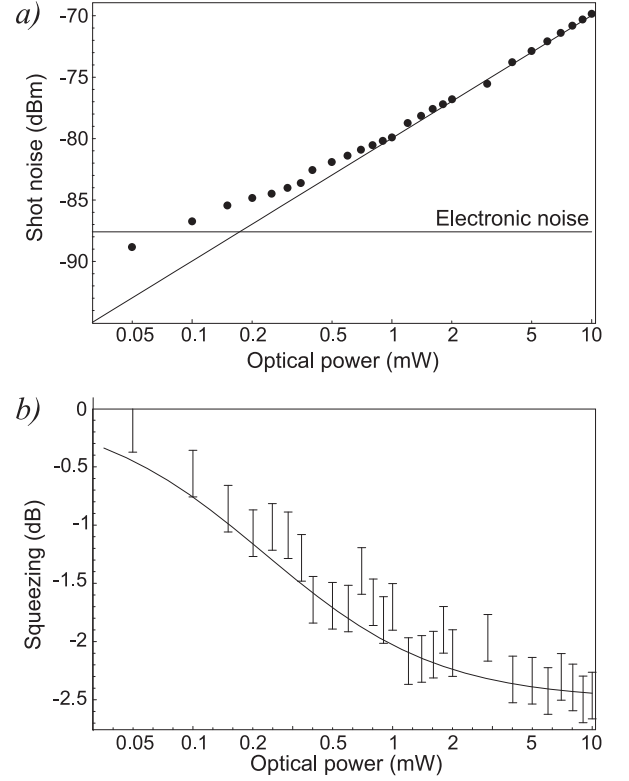 a)
-70
-75
-80
-85
-90
Shot noise (dBm)
Electronic noise
0.05 0.1 0.2 0.5 1 2 5 10
Optical power (mW)
b)
0
-0.5
-1
-1.5
-2
-2.5
Squeezing (dB)
0.05 0.1 0.2 0.5 1 2 5 10
Optical power (mW)